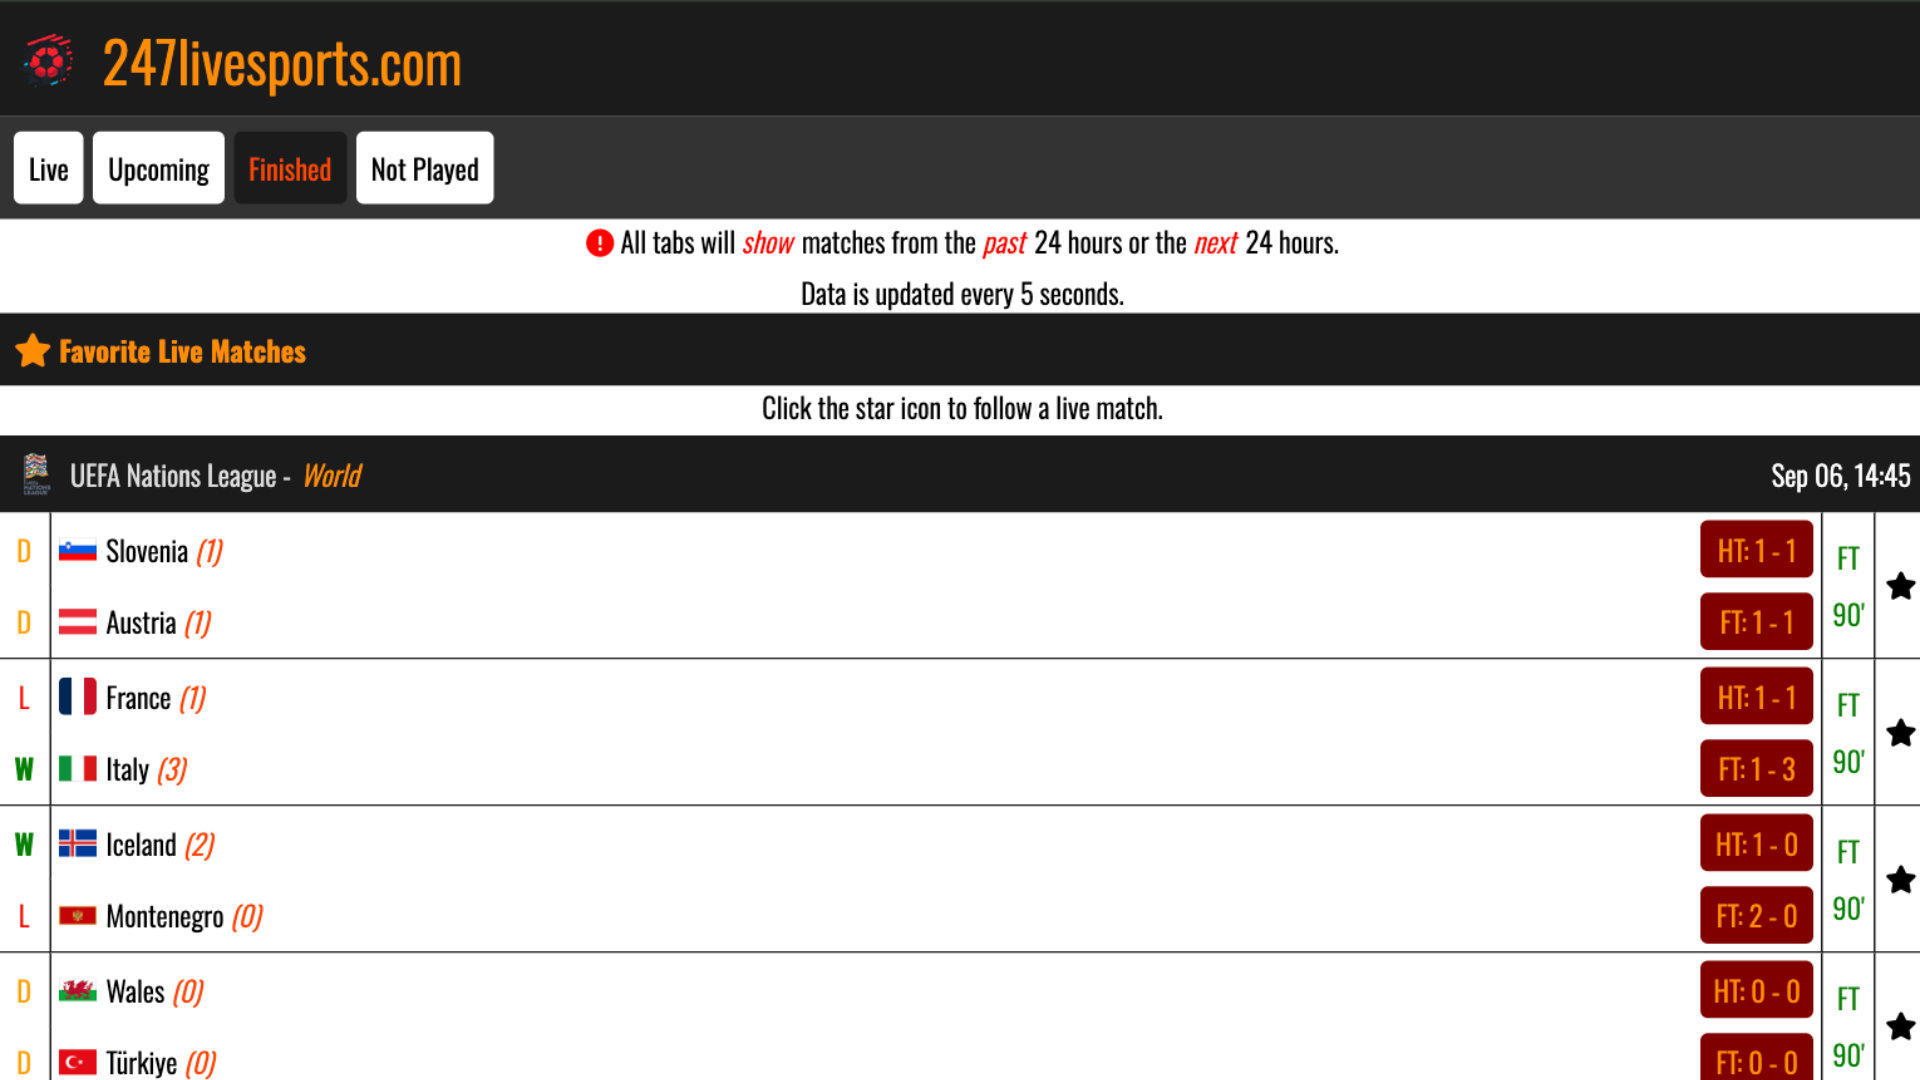 247livesports.com
Live Upcoming Finished Not Played
All tabs will show matches from the past 24 hours or the next 24 hours.
Data is updated every 5 seconds.
Favorite Live Matches
Click the star icon to follow a live match.
UEFA Nations League - World Sep 06, 14:45
D Slovenia (1) HT: 1 - 1 FT
D Austria (1) FT: 1 - 1 90'
L France (1) HT: 1 - 1 FT
W Italy (3) FT: 1 - 3 90'
W Iceland (2) HT: 1 - 0 FT
L Montenegro (0) FT: 2 - 0 90'
D Wales (0) HT: 0 - 0 FT
D Türkiye (0) FT: 0 - 0 90'